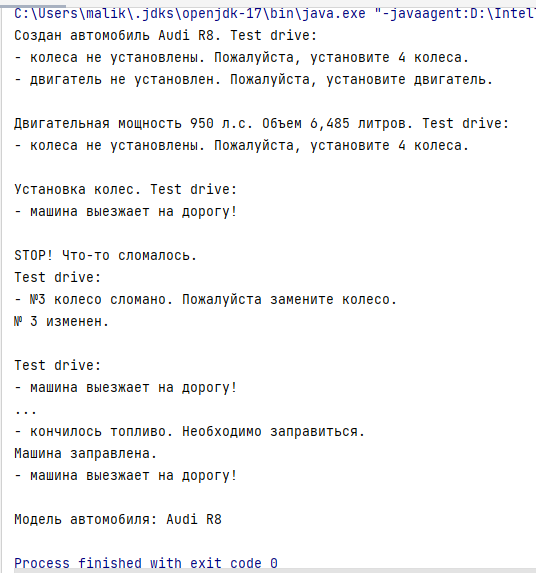 C:\Users\malik\.jdks\openjdk-17\bin\java.exe "-javaagent:D:\Intel
Создан автомобиль Audi R8. Test drive:
- колеса не установлены. Пожалуйста, установите 4 колеса.
- двигатель не установлен. Пожалуйста, установите двигатель.
Двигательная мощность 950 л.с. Объем 6,485 литров. Test drive:
- колеса не установлены. Пожалуйста, установите 4 колеса.
Установка колес. Test drive:
- машина выезжает на дорогу!
STOP! Что-то сломалось.
Test drive:
- №3 колесо сломано. Пожалуйста замените колесо.
№ 3 изменен.
Test drive:
- машина выезжает на дорогу!
...
- кончилось топливо. Необходимо заправиться.
Машина заправлена.
- машина выезжает на дорогу!
Модель автомобиля: Audi R8
Process finished with exit code 0